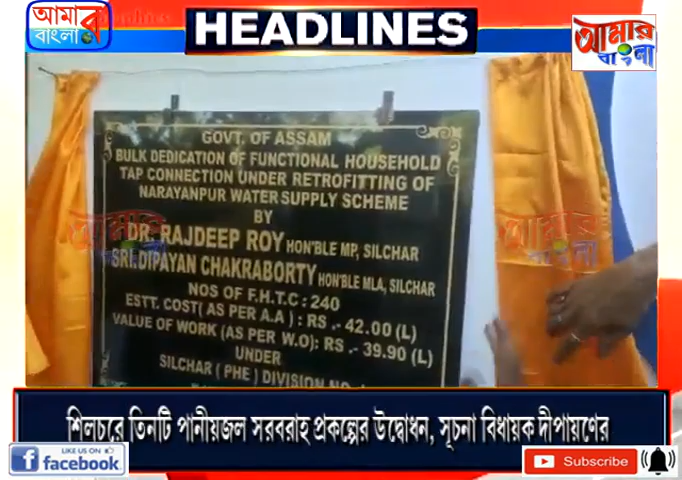 আমার
বাংলা
HEADLINES
আমার
বাংলা
GOVT. OF ASSAM
BULK DEDICATION OF FUNCTIONAL HOUSEHOLD
TAP CONNECTION UNDER RETROFITTING OF
NARAYANPUR WATER SUPPLY SCHEME
BY
DR. RAJDEEP ROY HON'BLE MP, SILCHAR
SRI. DIPAYAN CHAKRABORTY HON'BLE MLA, SILCHAR
NOS OF F.H.T.C : 240
ESTT. COST( AS PER A.A ) : RS .- 42.00 (L)
VALUE OF WORK (AS PER W.O): RS .- 39.90 (L)
UNDER
SILCHAR ( PHE ) DIVISION NO
আমার
বাংলা
আমার
বাংলা
শিলচরে তিনটি পানীয়জল সরবরাহ প্রকল্পের উদ্বোধন, সূচনা বিধায়ক দীপায়ণের
LIKE US ON
facebook.
Subscribe